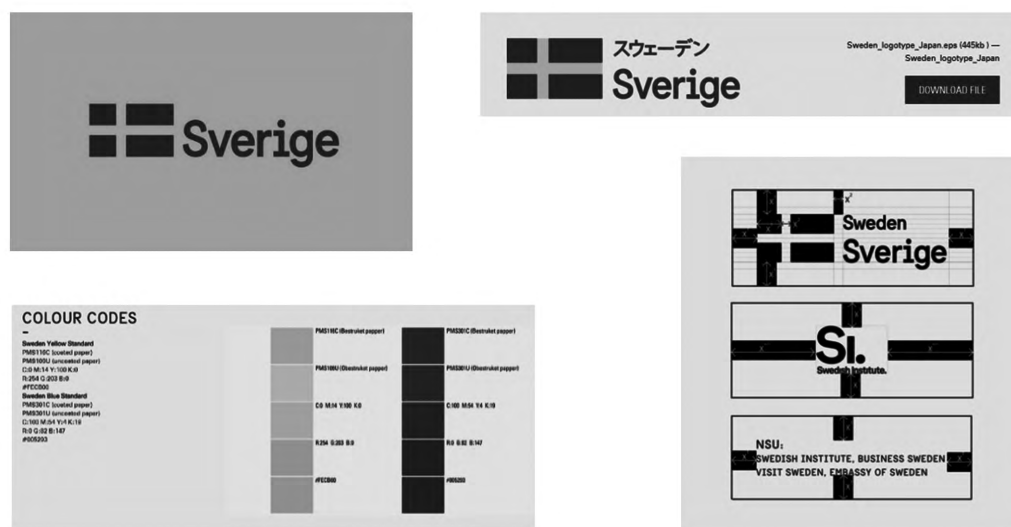 Sverige
スウェーデン
Sverige
Sweden_logotype_Japan.eps (445kb ) —
Sweden_logotype_Japan
DOWNLOAD FILE
x²
Sweden
Sverige
SI.
Swedish Institute.
NSU:
SWEDISH INSTITUTE, BUSINESS SWEDEN
VISIT SWEDEN, EMBASSY OF SWEDEN
COLOUR CODES
–
Sweden Yellow Standard
PMS116C (coated paper)
PMS109U (uncoated paper)
C:0 M:14 Y:100 K:0
R:254 G:203 B:0
#FECB00
Sweden Blue Standard
PMS301C (coated paper)
PMS301U (uncoated paper)
C:100 M:54 Y:4 K:19
R:0 G:82 B:147
#005293
PMS116C (Bestruket papper)
PMS109U (Obestruket papper)
C:0 M:14 Y:100 K:0
R:254 G:203 B:0
#FECB00
PMS301C (Bestruket papper)
PMS301U (Obestruket papper)
C:100 M:54 Y:4 K:19
R:0 G:82 B:147
#005293